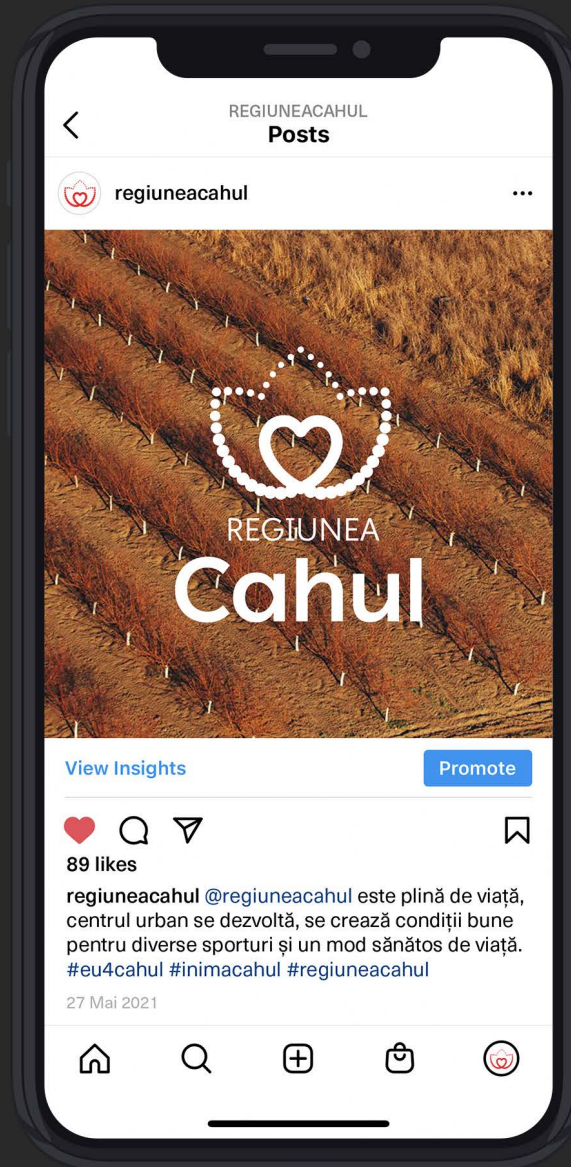 REGIUNEACAHUL
Posts
regiuneacahul
REGIUNEA
Cahul
View Insights
Promote
89 likes
regiuneacahul @regiuneacahul este plină de viață,
centrul urban se dezvoltă, se crează condiții bune
pentru diverse sporturi și un mod sănătos de viață.
#eu4cahul #inimacahul #regiuneacahul
27 Mai 2021